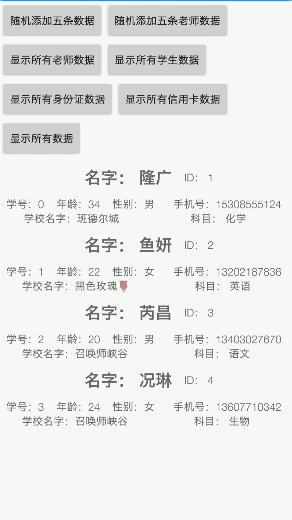 随机添加五条数据 随机添加五条老师数据
显示所有老师数据 显示所有学生数据
显示所有身份证数据 显示所有信用卡数据
显示所有数据
名字： 隆广 ID： 1
学号：0 年龄：34 性别：男 手机号：15308555124
学校名字：班德尔城 科目： 化学
名字： 鱼妍 ID： 2
学号：1 年龄：22 性别：女 手机号：13202187836
学校名字：黑色玫瑰🌹 科目： 英语
名字： 芮昌 ID： 3
学号：2 年龄：20 性别：男 手机号：13403027670
学校名字：召唤师峡谷 科目： 语文
名字： 况琳 ID： 4
学号：3 年龄：24 性别：女 手机号：13607710342
学校名字：召唤师峡谷 科目： 生物